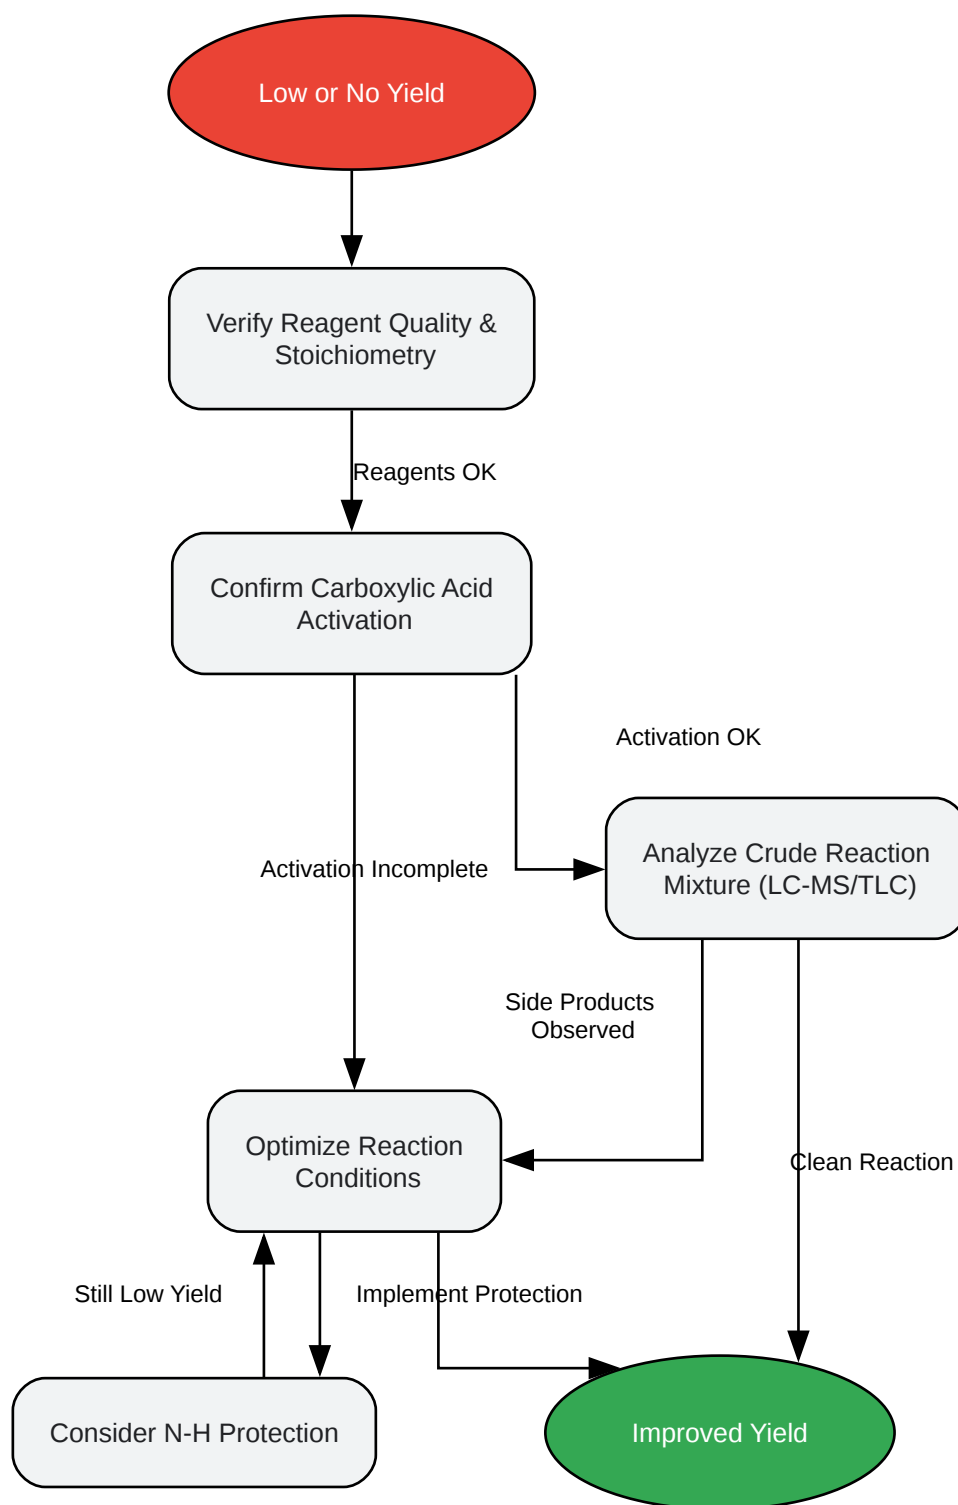 Low or No Yield
Verify Reagent Quality &
Stoichiometry
Reagents OK
Confirm Carboxylic Acid
Activation
Activation OK
Activation Incomplete
Analyze Crude Reaction
Mixture (LC-MS/TLC)
Side Products
Observed
Optimize Reaction
Conditions
Clean Reaction
Still Low Yield
Implement Protection
Consider N-H Protection
Improved Yield